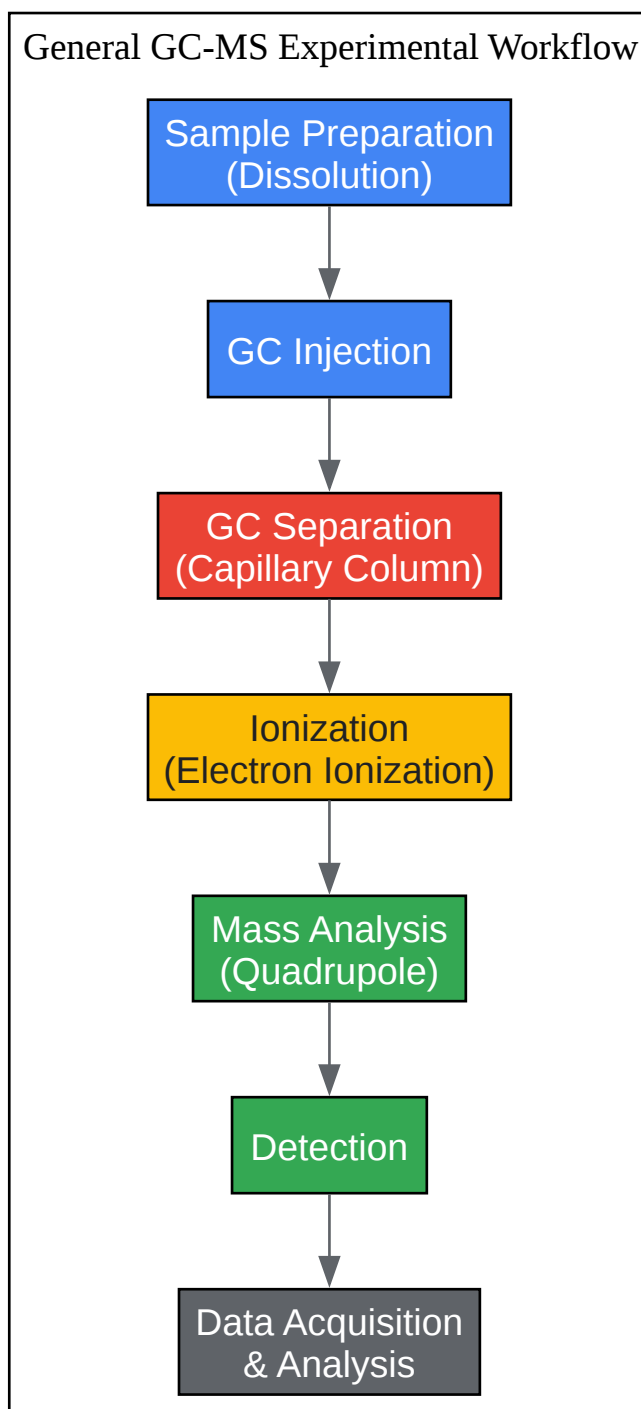 General GC-MS Experimental Workflow
Sample Preparation
(Dissolution)
GC Injection
GC Separation
(Capillary Column)
Ionization
(Electron Ionization)
Mass Analysis
(Quadrupole)
Detection
Data Acquisition
& Analysis